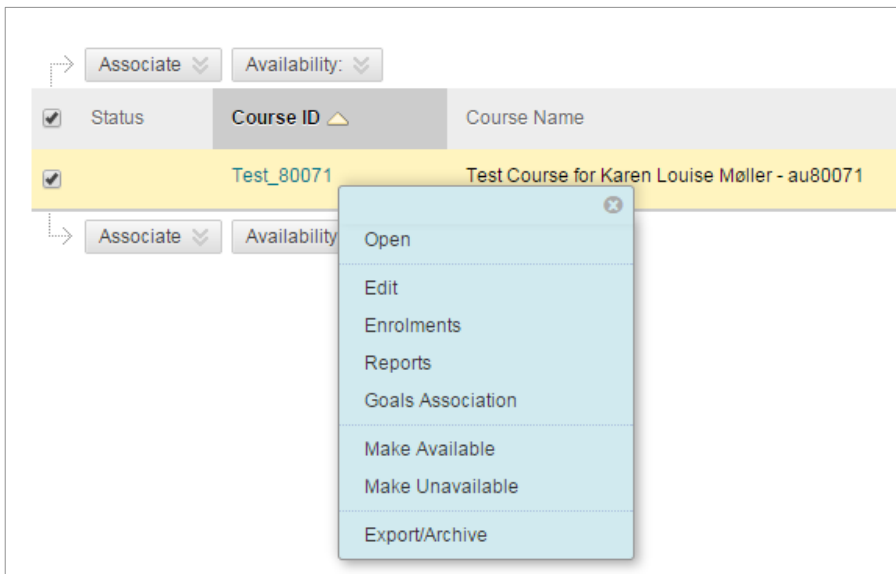 Associate Availability:
Status Course ID Course Name
Test_80071 Test Course for Karen Louise Møller - au80071
Associate Availability
Open
Edit
Enrolments
Reports
Goals Association
Make Available
Make Unavailable
Export/Archive